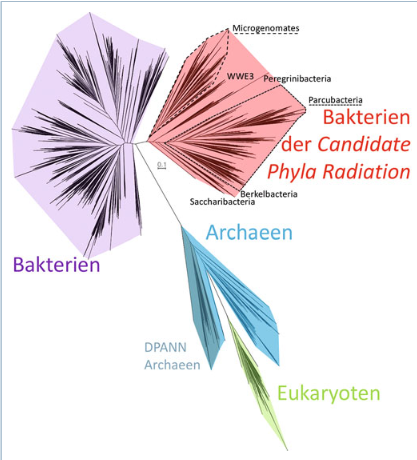 Microgenomates
WWE3
Peregrinibacteria
Parcubacteria
Bakterien
der Candidate
Phyla Radiation
0.1
Berkelbacteria
Saccharibacteria
Archaeen
Bakterien
DPANN
Archaeen
Eukaryoten